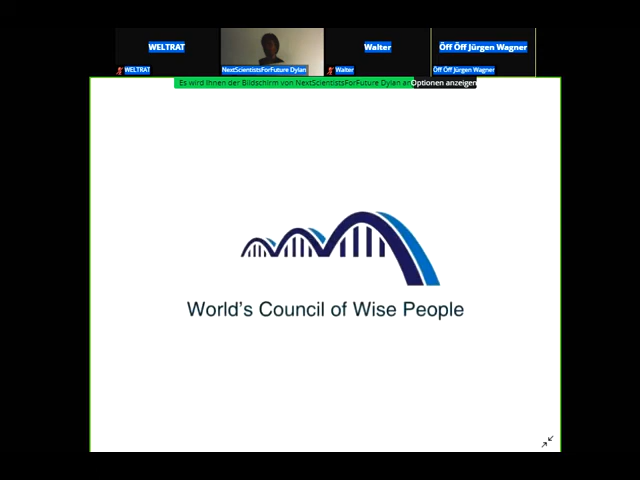 WELTRAT
Walter
Öff Öff Jürgen Wagner
WELTRAT
NextScientistsForFuture Dylan
Walter
Öff Öff Jürgen Wagner
Es wird Ihnen der Bildschirm von NextScientistsForFuture Dylan an
Optionen anzeigen
World's Council of Wise People